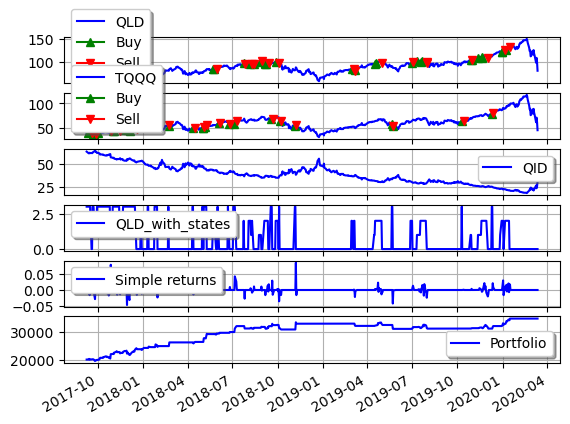 QLD
Buy
Sell
150
100
TQQQ
Buy
Sell
100
50
QID
50
25
QLD_with_states
2.5
0.0
Simple returns
0.05
0.00
−0.05
Portfolio
30000
20000
2017-10
2018-01
2018-04
2018-07
2018-10
2019-01
2019-04
2019-07
2019-10
2020-01
2020-04